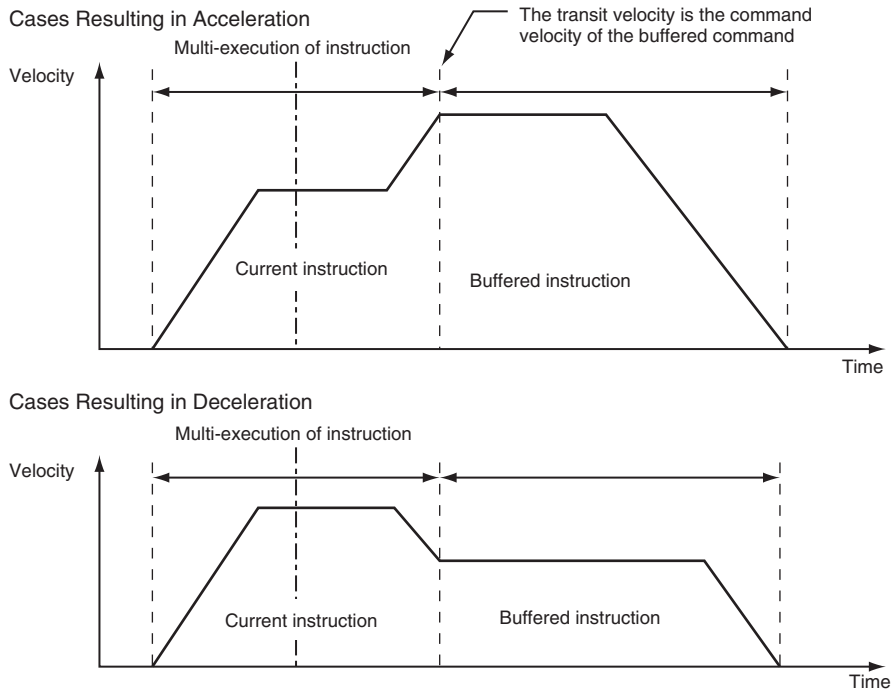 Cases Resulting in Acceleration
The transit velocity is the command
velocity of the buffered command
Multi-execution of instruction
Velocity
Current instruction
Buffered instruction
Time
Cases Resulting in Deceleration
Multi-execution of instruction
Velocity
Current instruction
Buffered instruction
Time